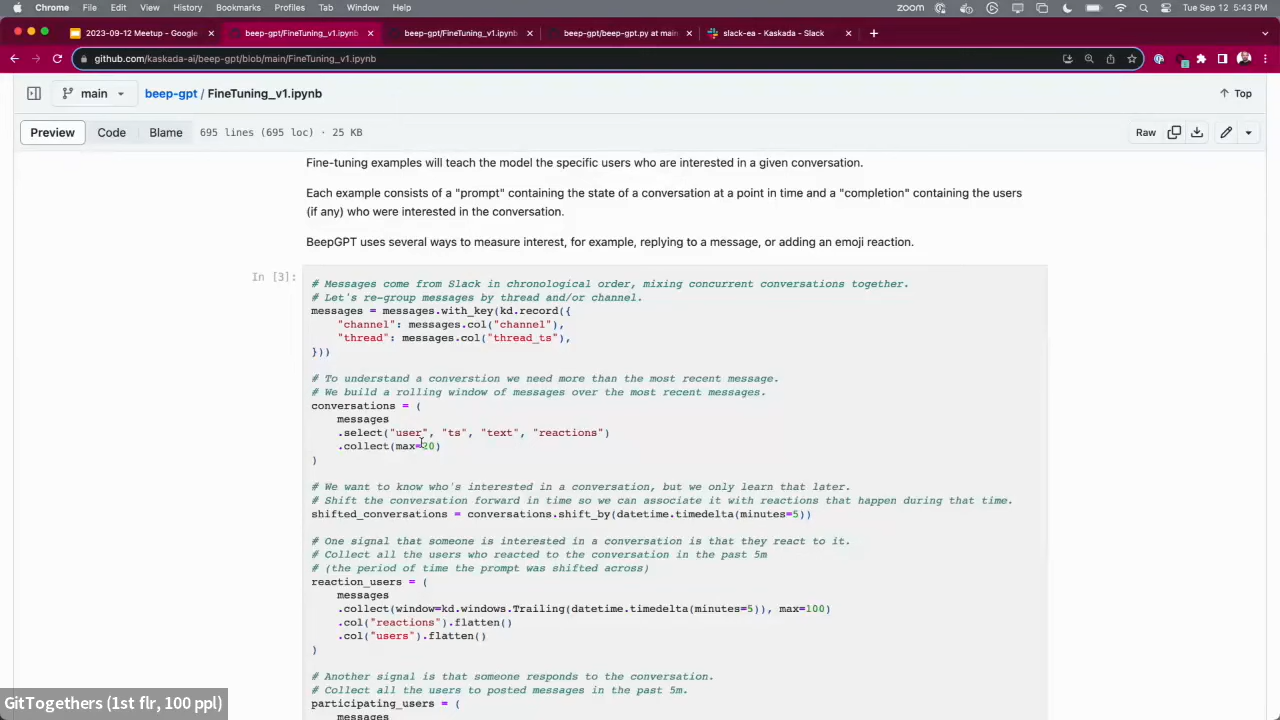 Chrome File Edit View History Bookmarks Profiles Tab Window Help zoom Tue Sep 12 5:43 PM
2023-09-12 Meetup - Google beep-gpt/FineTuning_v1.ipynb beep-gpt/FineTuning_v1.ipynb beep-gpt/beep.py at main slack-ea - Kaskada - Slack
github.com/kaskada-ai/beep-gpt/blob/main/FineTuning_v1.ipynb
main beep-gpt / FineTuning_v1.ipynb Top
Preview Code Blame 695 lines (695 loc) · 25 KB Raw
Fine-tuning examples will teach the model the specific users who are interested in a given conversation.
Each example consists of a "prompt" containing the state of a conversation at a point in time and a "completion" containing the users
(if any) who were interested in the conversation.
BeepGPT uses several ways to measure interest, for example, replying to a message, or adding an emoji reaction.
In [3]:
# Messages come from Slack in chronological order, mixing concurrent conversations together.
# Let's re-group messages by thread and/or channel.
messages = messages.with_key(kd.record({
"channel": messages.col("channel"),
"thread": messages.col("thread_ts"),
}))
# To understand a converstion we need more than the most recent message.
# We build a rolling window of messages over the most recent messages.
conversations = (
messages
.select("user", "ts", "text", "reactions")
.collect(max=20)
)
# We want to know who's interested in a conversation, but we only learn that later.
# Shift the conversation forward in time so we can associate it with reactions that happen during that time.
shifted_conversations = conversations.shift_by(datetime.timedelta(minutes=5))
# One signal that someone is interested in a conversation is that they react to it.
# Collect all the users who reacted to the conversation in the past 5m
# (the period of time the prompt was shifted across)
reaction_users = (
messages
.collect(window=kd.windows.Trailing(datetime.timedelta(minutes=5)), max=100)
.col("reactions").flatten()
.col("users").flatten()
)
# Another signal is that someone responds to the conversation.
# Collect all the users to posted messages in the past 5m.
participating_users = (
messages
GitTogethers (1st flr, 100 ppl)